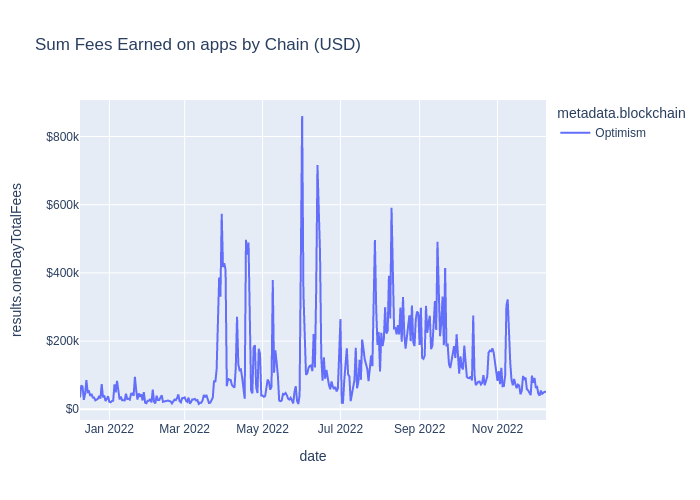 Sum Fees Earned on apps by Chain (USD)
metadata.blockchain
Optimism
$800k
$600k
$400k
$200k
$0
results.oneDayTotalFees
Jan 2022
Mar 2022
May 2022
Jul 2022
Sep 2022
Nov 2022
date